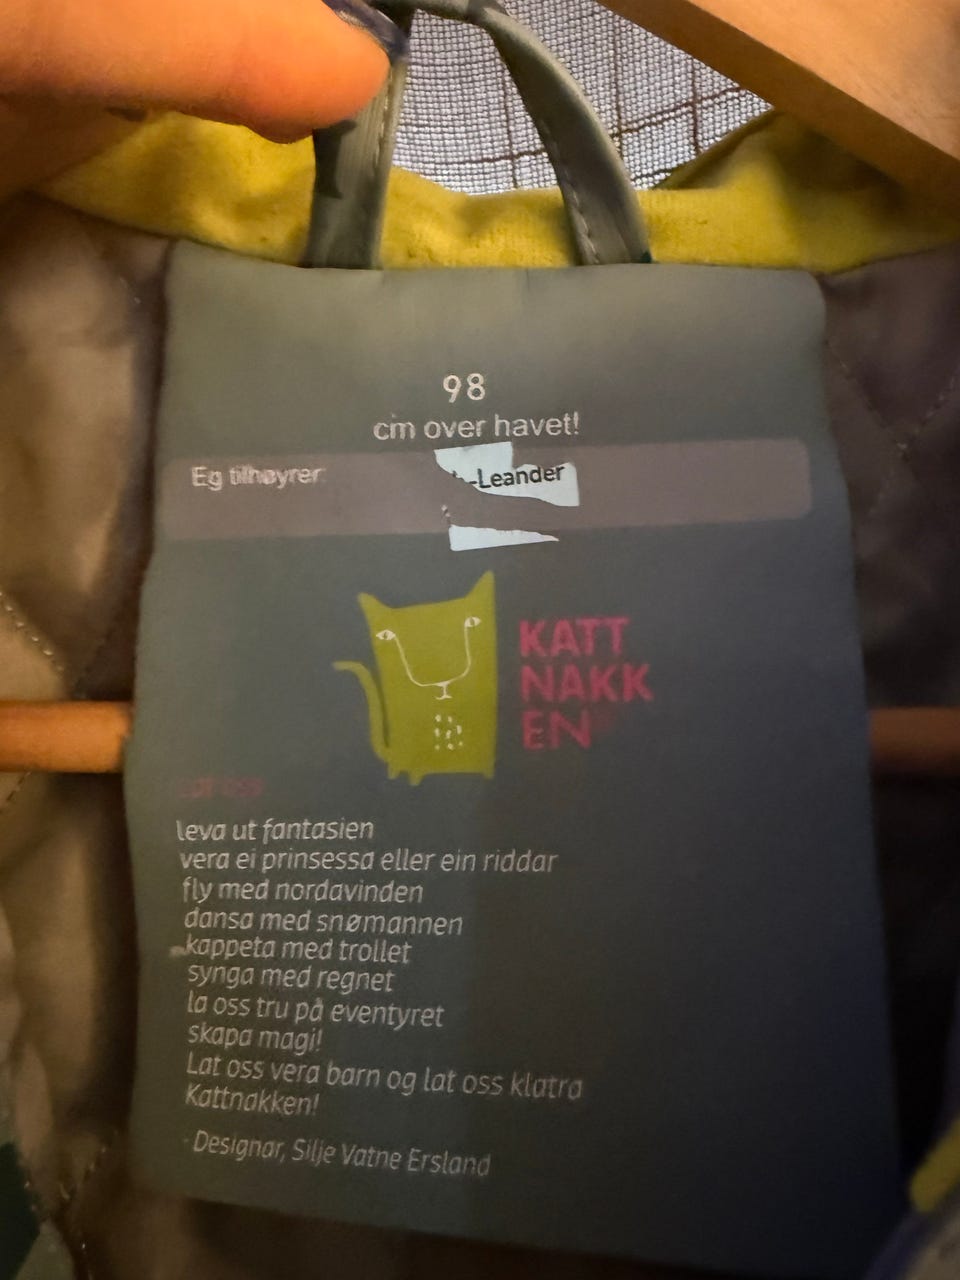 98
cm over havet!
Eg tilhøyrer:
-Leander
KATT
NAKK
EN®
LAT OSS
leva ut fantasien
vera ei prinsessa eller ein riddar
fly med nordavinden
dansa med snømannen
kappeta med trollet
synga med regnet
la oss tru på eventyret
skapa magi!
Lat oss vera barn og lat oss klatra
Kattnakken!
- Designar, Silje Vatne Ersland